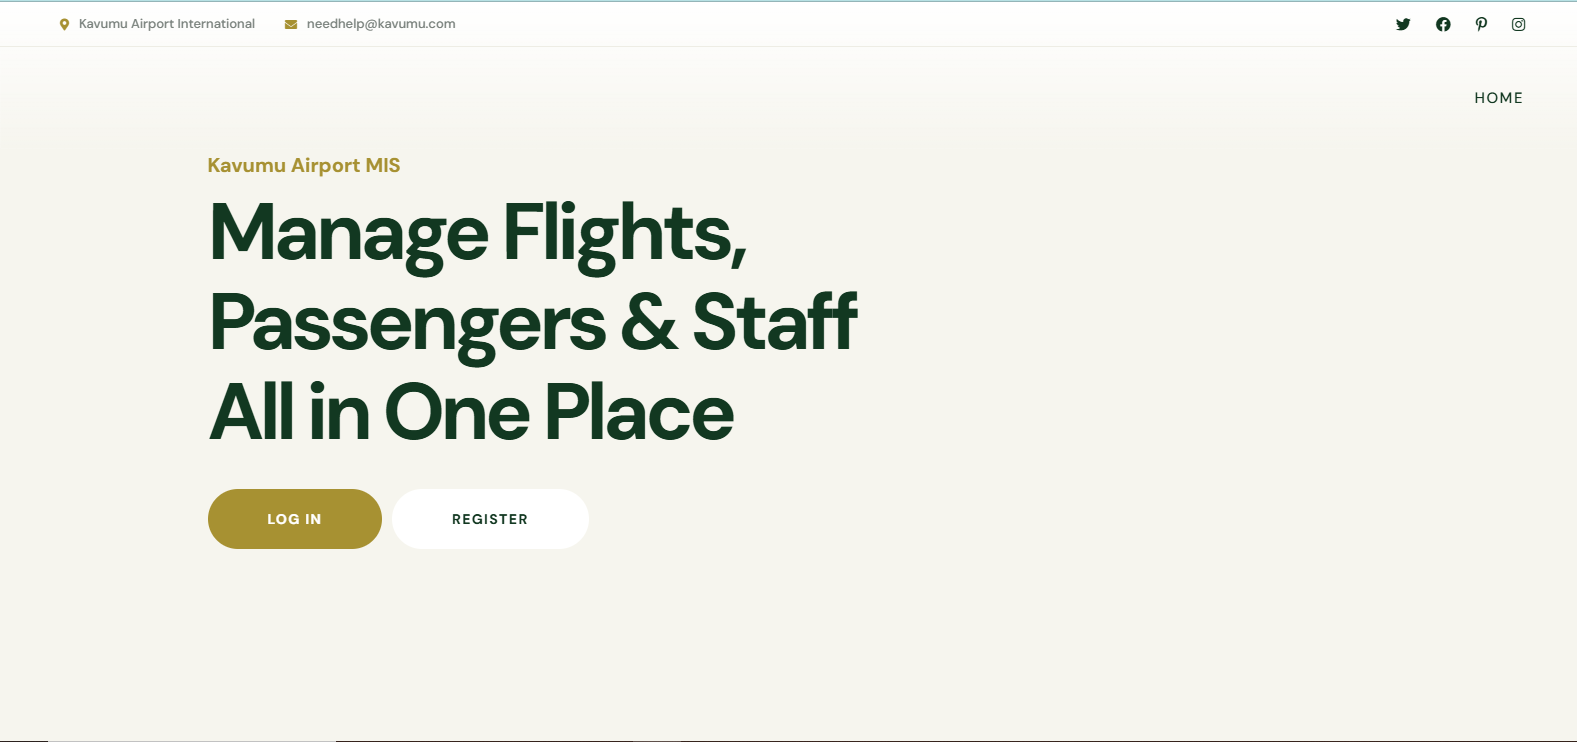 Kavumu Airport International
needhelp@kavumu.com
HOME
Kavumu Airport MIS
Manage Flights,
Passengers & Staff
All in One Place
LOG IN
REGISTER